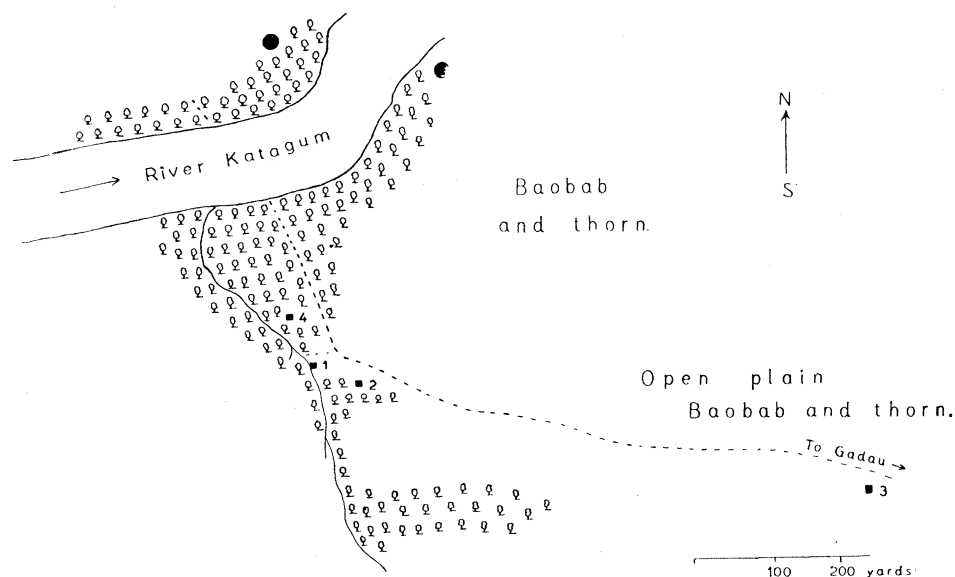 N
S
River Katagum
Baobab
and thorn.
4
1
2
Open plain
Baobab and thorn.
To Gadau
3
100 200 yards